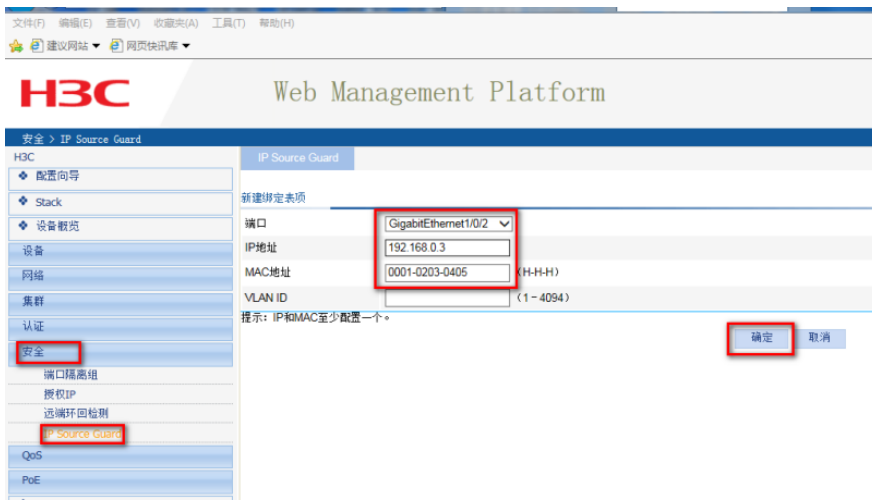 文件(F) 编辑(E) 查看(V) 收藏夹(A) 工具(T) 帮助(H)
建议网站 网页快讯库
H3C Web Management Platform
安全 > IP Source Guard
H3C
配置向导
Stack
设备概览
设备
网络
集群
认证
安全
端口隔离组
授权IP
远端环回检测
IP Source Guard
QoS
PoE
IP Source Guard
新建绑定表项
端口 GigabitEthernet1/0/2
IP地址 192.168.0.3
MAC地址 0001-0203-0405 (H-H-H)
VLAN ID (1-4094)
提示：IP和MAC至少配置一个。
确定 取消